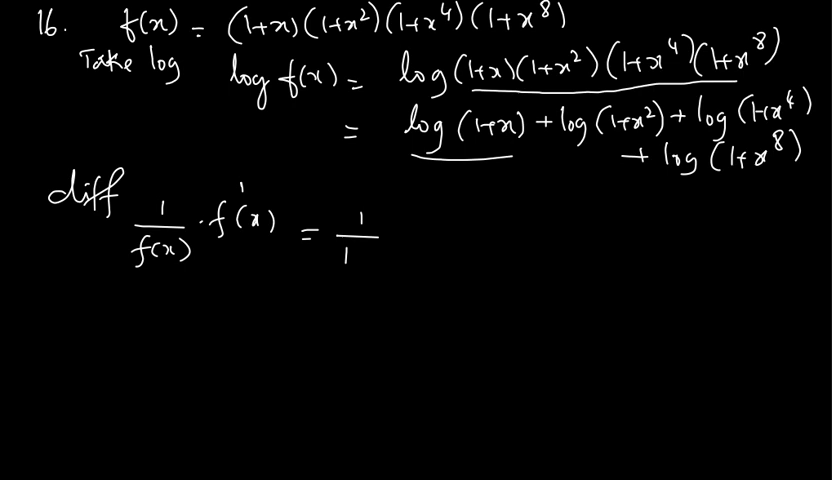 16. f(x) = (1+x)(1+x²)(1+x⁴)(1+x⁸)
Take log log f(x) = log (1+x)(1+x²)(1+x⁴)(1+x⁸)
= log (1+x) + log (1+x²) + log (1+x⁴)
+ log (1+x⁸)
diff 1/f(x) · f'(x) = 1/1